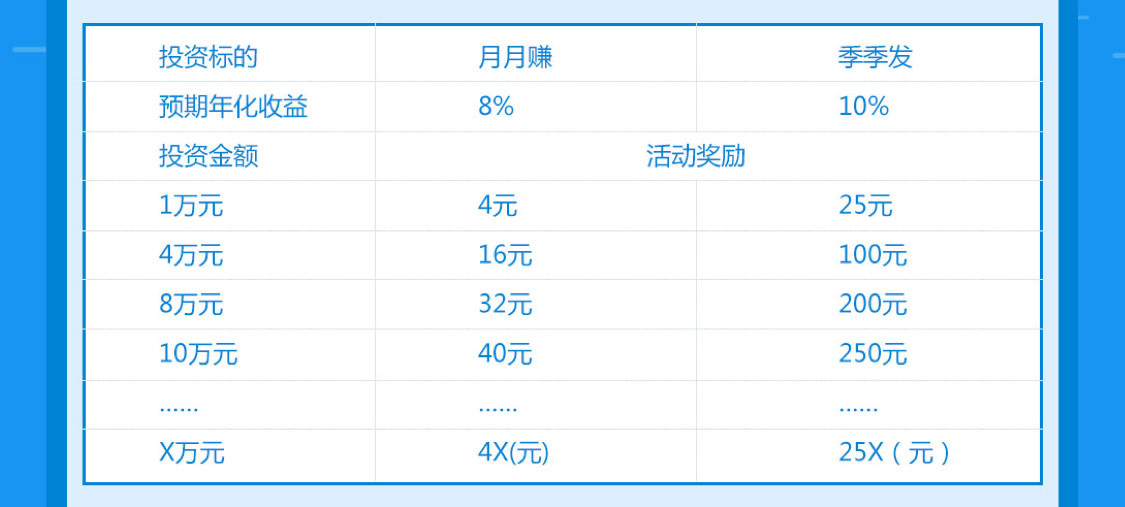 投资标的 月月赚 季季发
预期年化收益 8% 10%
投资金额 活动奖励
1万元 4元 25元
4万元 16元 100元
8万元 32元 200元
10万元 40元 250元
...... ...... ......
X万元 4X(元) 25X（元）